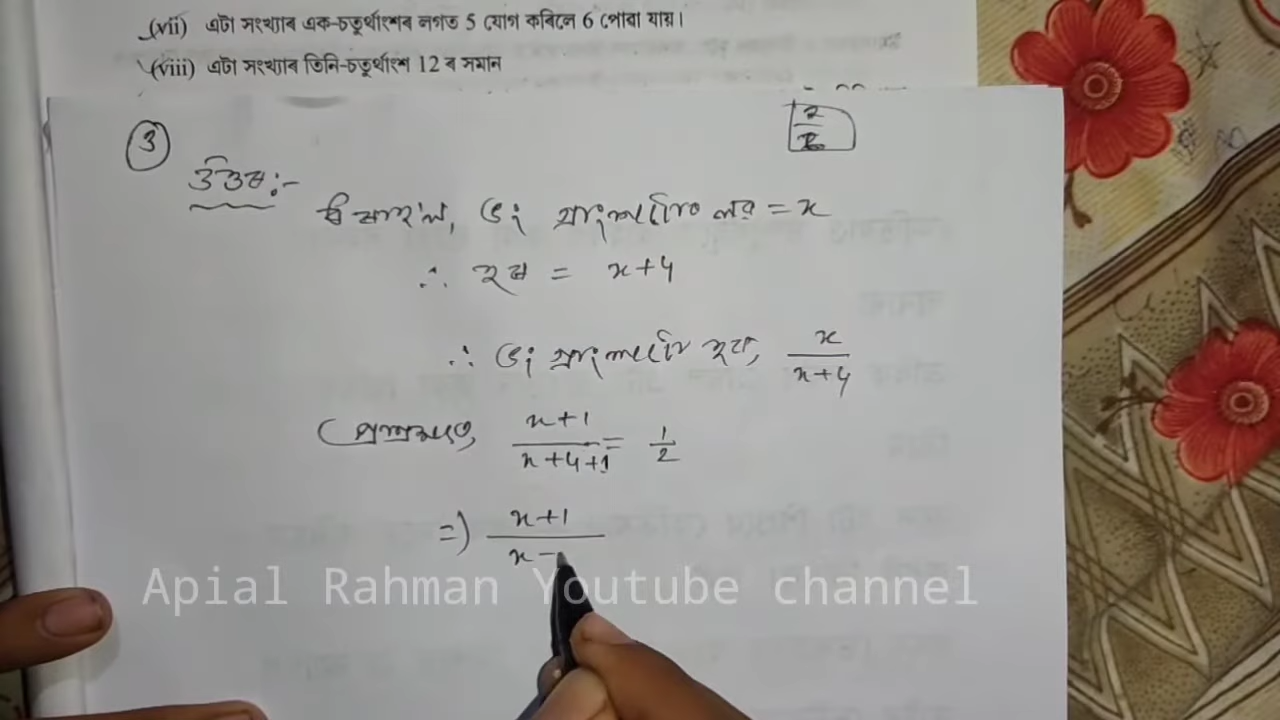 (vii) এটা সংখ্যাৰ এক-চতুৰ্থাংশৰ লগত 5 যোগ কৰিলে 6 পোৱা যায়।
(viii) এটা সংখ্যাৰ তিনি-চতুৰ্থাংশ 12 ৰ সমান
3
উত্তৰ:-
ধৰাহ'ল, ভগ্নাংশটোৰ লব = x
∴ হৰ = x+4
∴ ভগ্নাংশটো হব, x/(x+4)
প্ৰশ্নমতে, (x+1)/(x+4+1) = 1/2
=) (x+1)/(x-
Apial Rahman Youtube channel